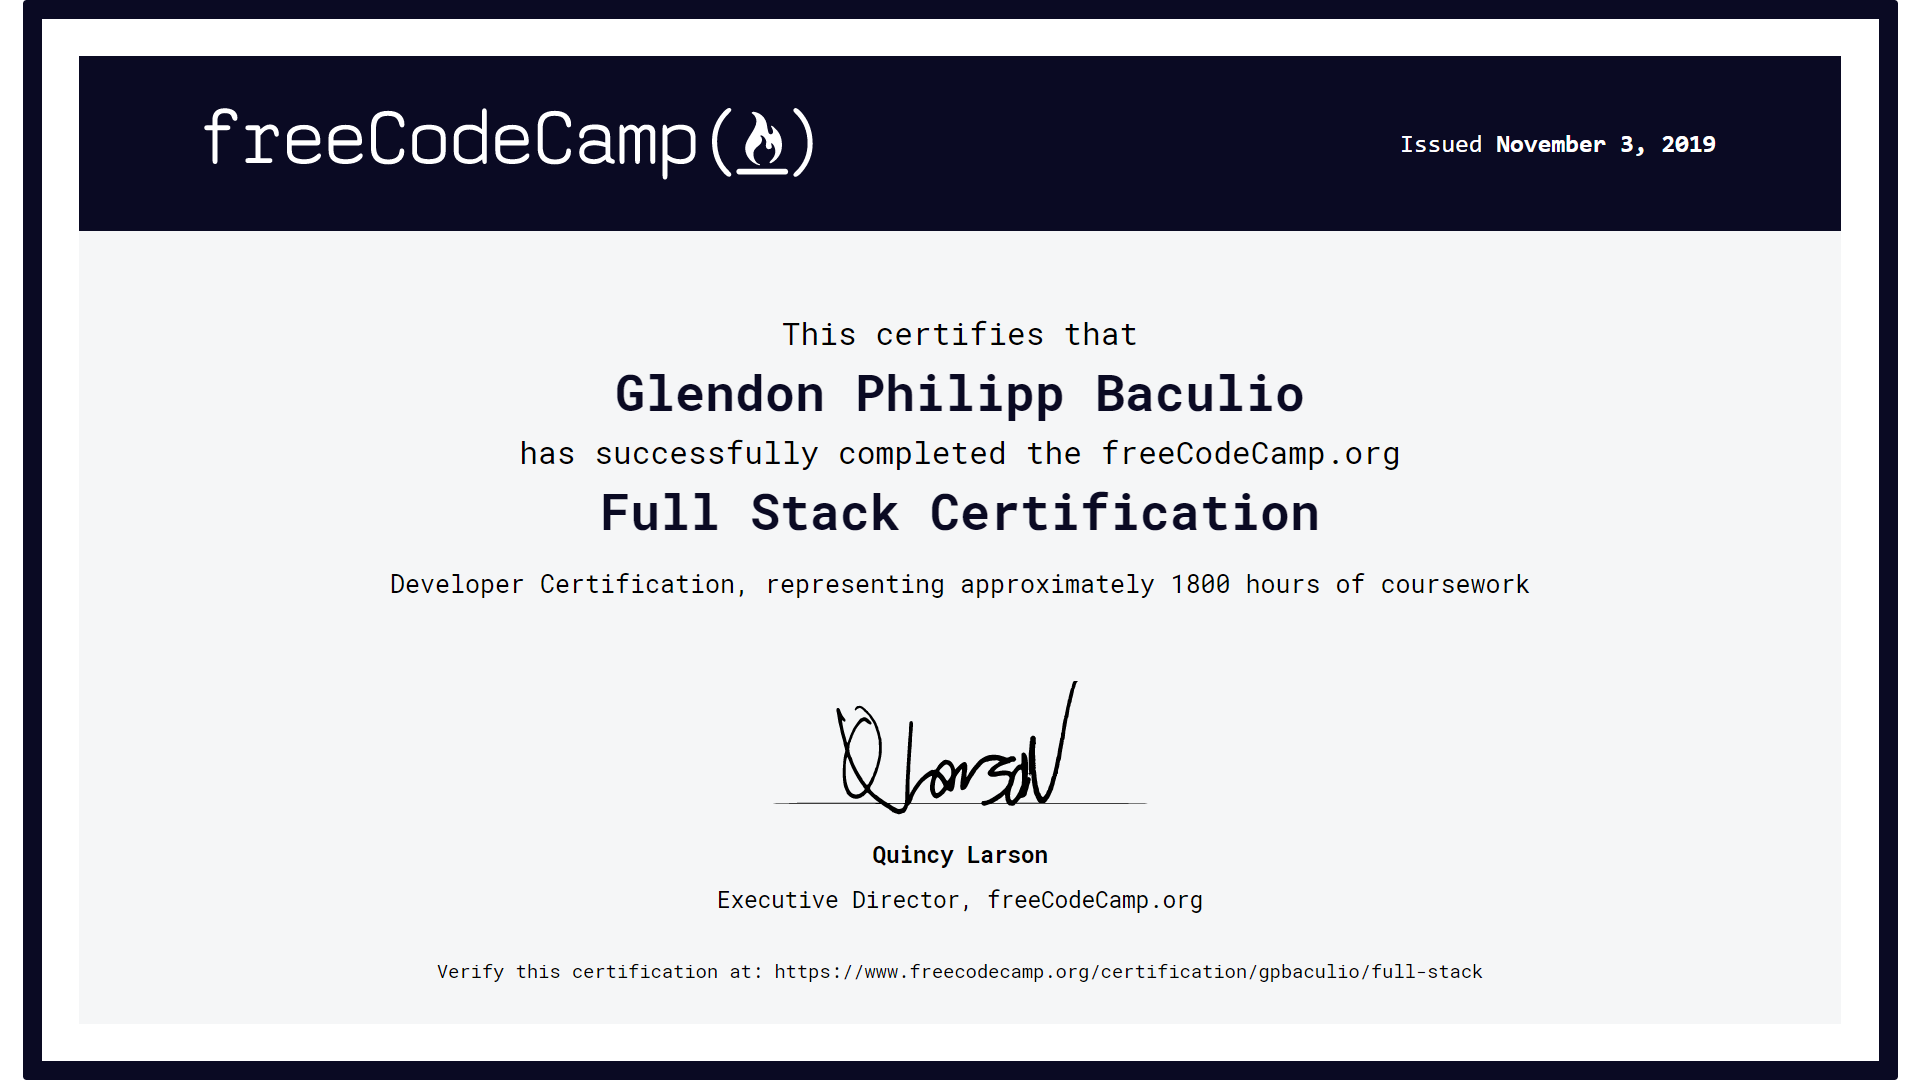 freeCodeCamp
Issued November 3, 2019
This certifies that
Glendon Philipp Baculio
has successfully completed the freeCodeCamp.org
Full Stack Certification
Developer Certification, representing approximately 1800 hours of coursework
Q Larson
Quincy Larson
Executive Director, freeCodeCamp.org
Verify this certification at: https://www.freecodecamp.org/certification/gpbaculio/full-stack